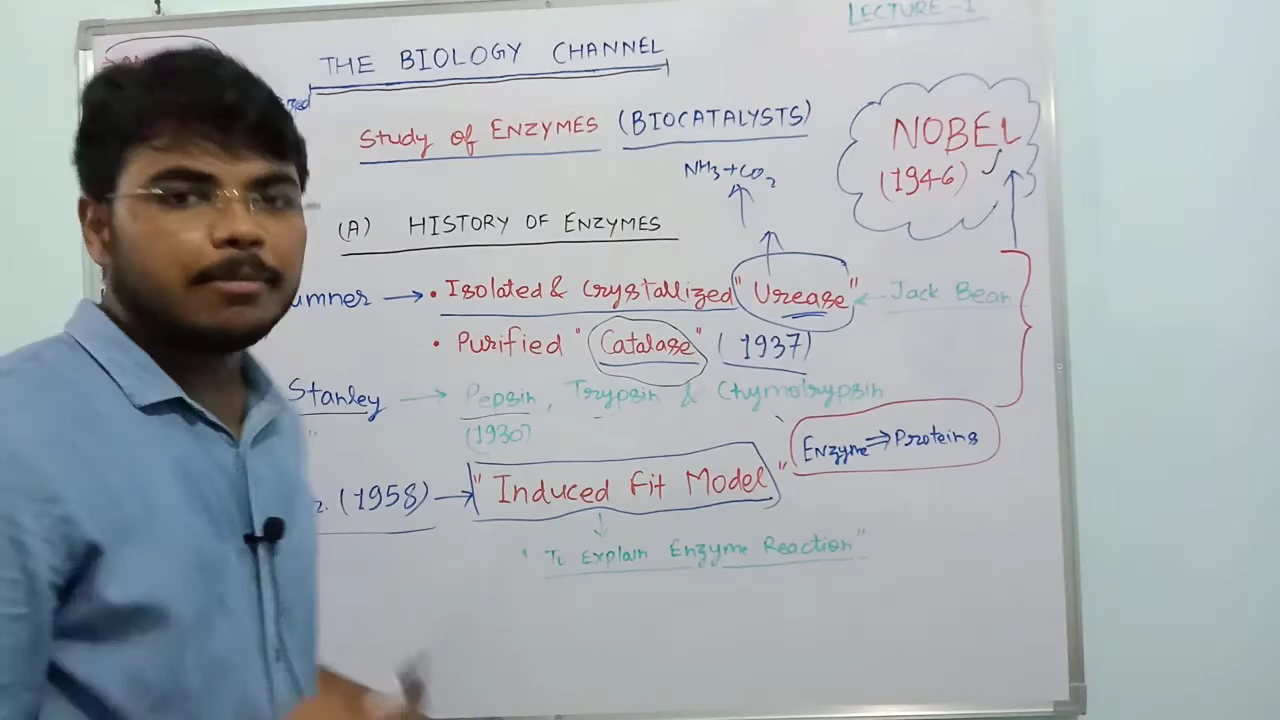 LECTURE-1
THE BIOLOGY CHANNEL
Study of ENZYMES (BIOCATALYSTS)
NOBEL
(1946)
NH₃+CO₂
(A) HISTORY OF ENZYMES
umner → • Isolated & Crystallized "Urease" ← Jack Bean
• Purified "Catalase" (1937)
Stanley → Pepsin, Trypsin & Chymotrypsin
(1930)
Enzyme ⇒ Proteins
(1958) → "Induced Fit Model"
"To Explain Enzyme Reaction"